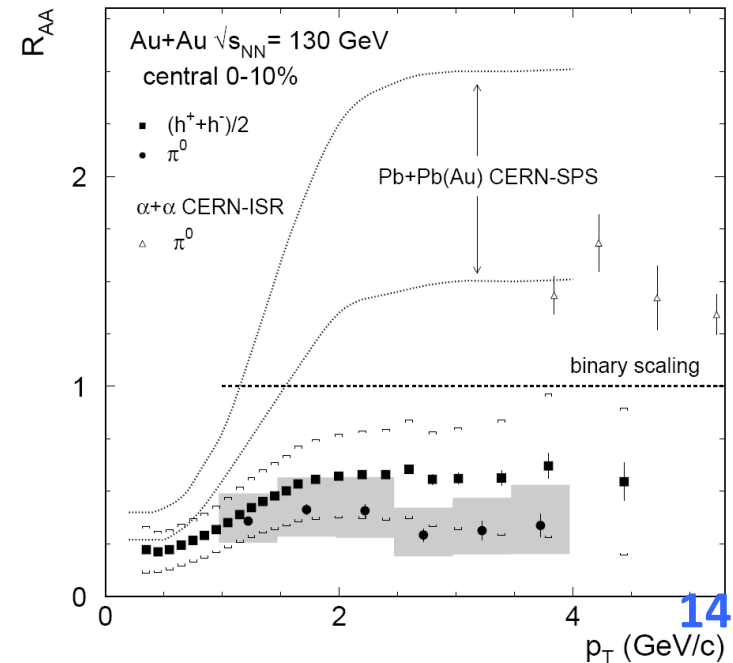 R_AA
Au+Au √s_NN = 130 GeV
central 0-10%
(h⁺+h⁻)/2
π⁰
α+α CERN-ISR
π⁰
Pb+Pb(Au) CERN-SPS
binary scaling
2
1
0
0
2
4
14
p_T (GeV/c)